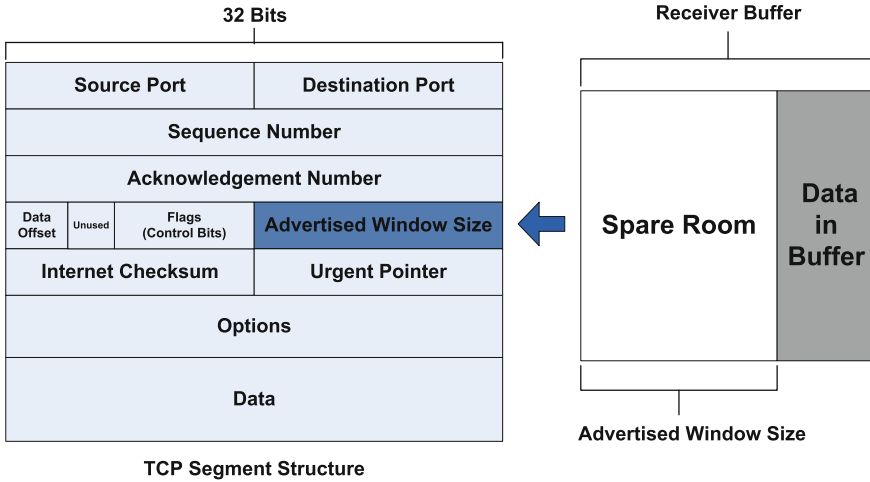 32 Bits
Source Port
Destination Port
Sequence Number
Acknowledgement Number
Data
Offset
Unused
Flags
(Control Bits)
Advertised Window Size
Internet Checksum
Urgent Pointer
Options
Data
TCP Segment Structure
Receiver Buffer
Spare Room
Data
in
Buffer
Advertised Window Size